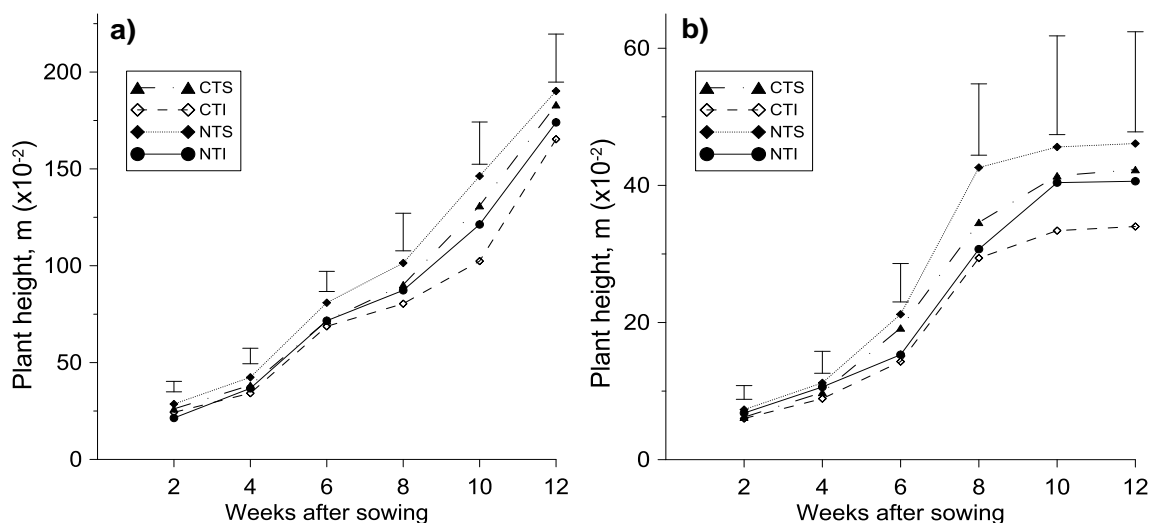 a)
CTS
CTI
NTS
NTI
Plant height, m (x10⁻²)
200
150
100
50
0
2 4 6 8 10 12
Weeks after sowing
b)
CTS
CTI
NTS
NTI
Plant height, m (x10⁻²)
60
40
20
0
2 4 6 8 10 12
Weeks after sowing